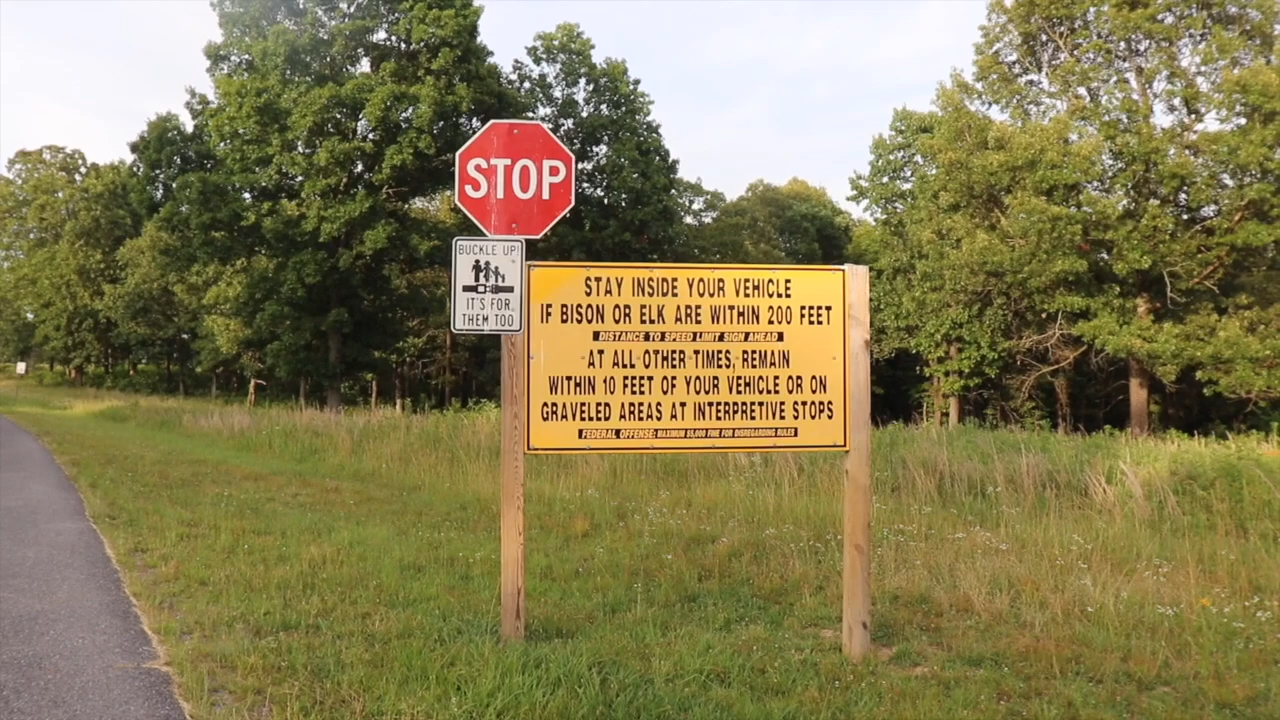 STOP
BUCKLE UP!
IT'S FOR
THEM TOO
STAY INSIDE YOUR VEHICLE
IF BISON OR ELK ARE WITHIN 200 FEET
DISTANCE TO SPEED LIMIT SIGN AHEAD
AT ALL OTHER TIMES, REMAIN
WITHIN 10 FEET OF YOUR VEHICLE OR ON
GRAVELED AREAS AT INTERPRETIVE STOPS
FEDERAL OFFENSE: MAXIMUM $5,000 FINE FOR DISREGARDING RULES